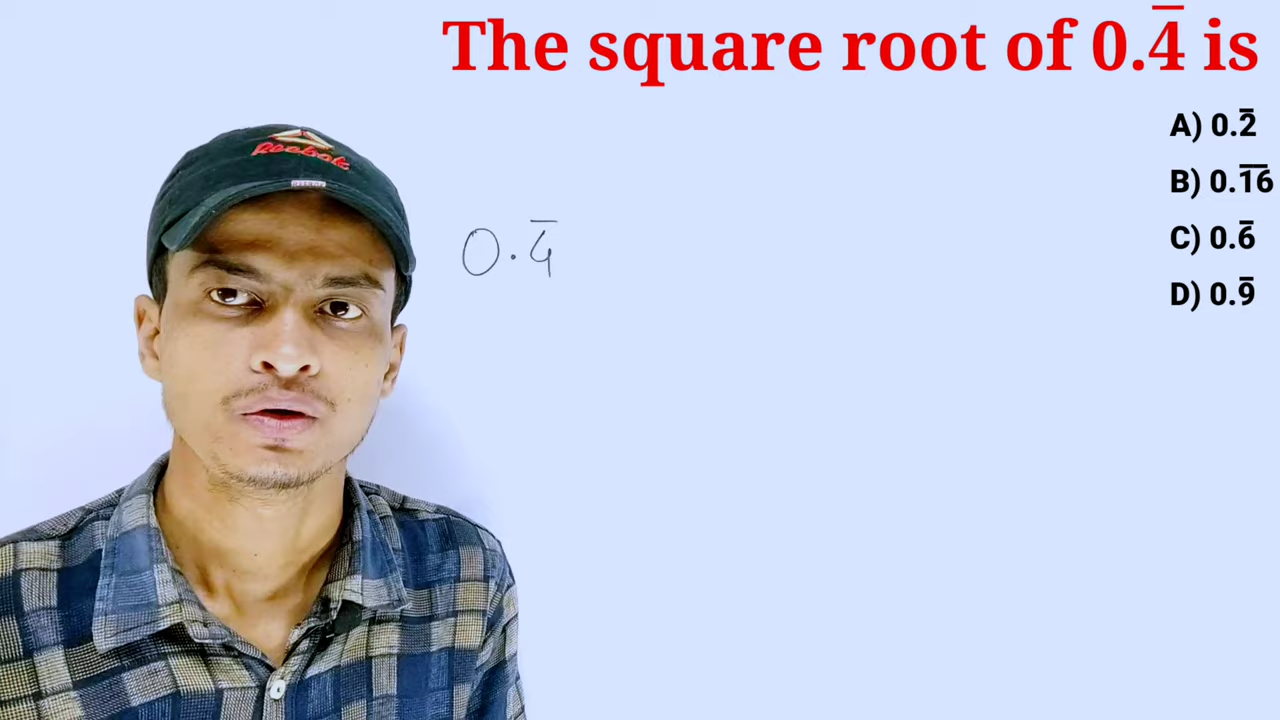 The square root of 0.4̅ is
A) 0.2̅
B) 0.1̅6̅
C) 0.6̅
D) 0.9̅
Reebok
0.4̅